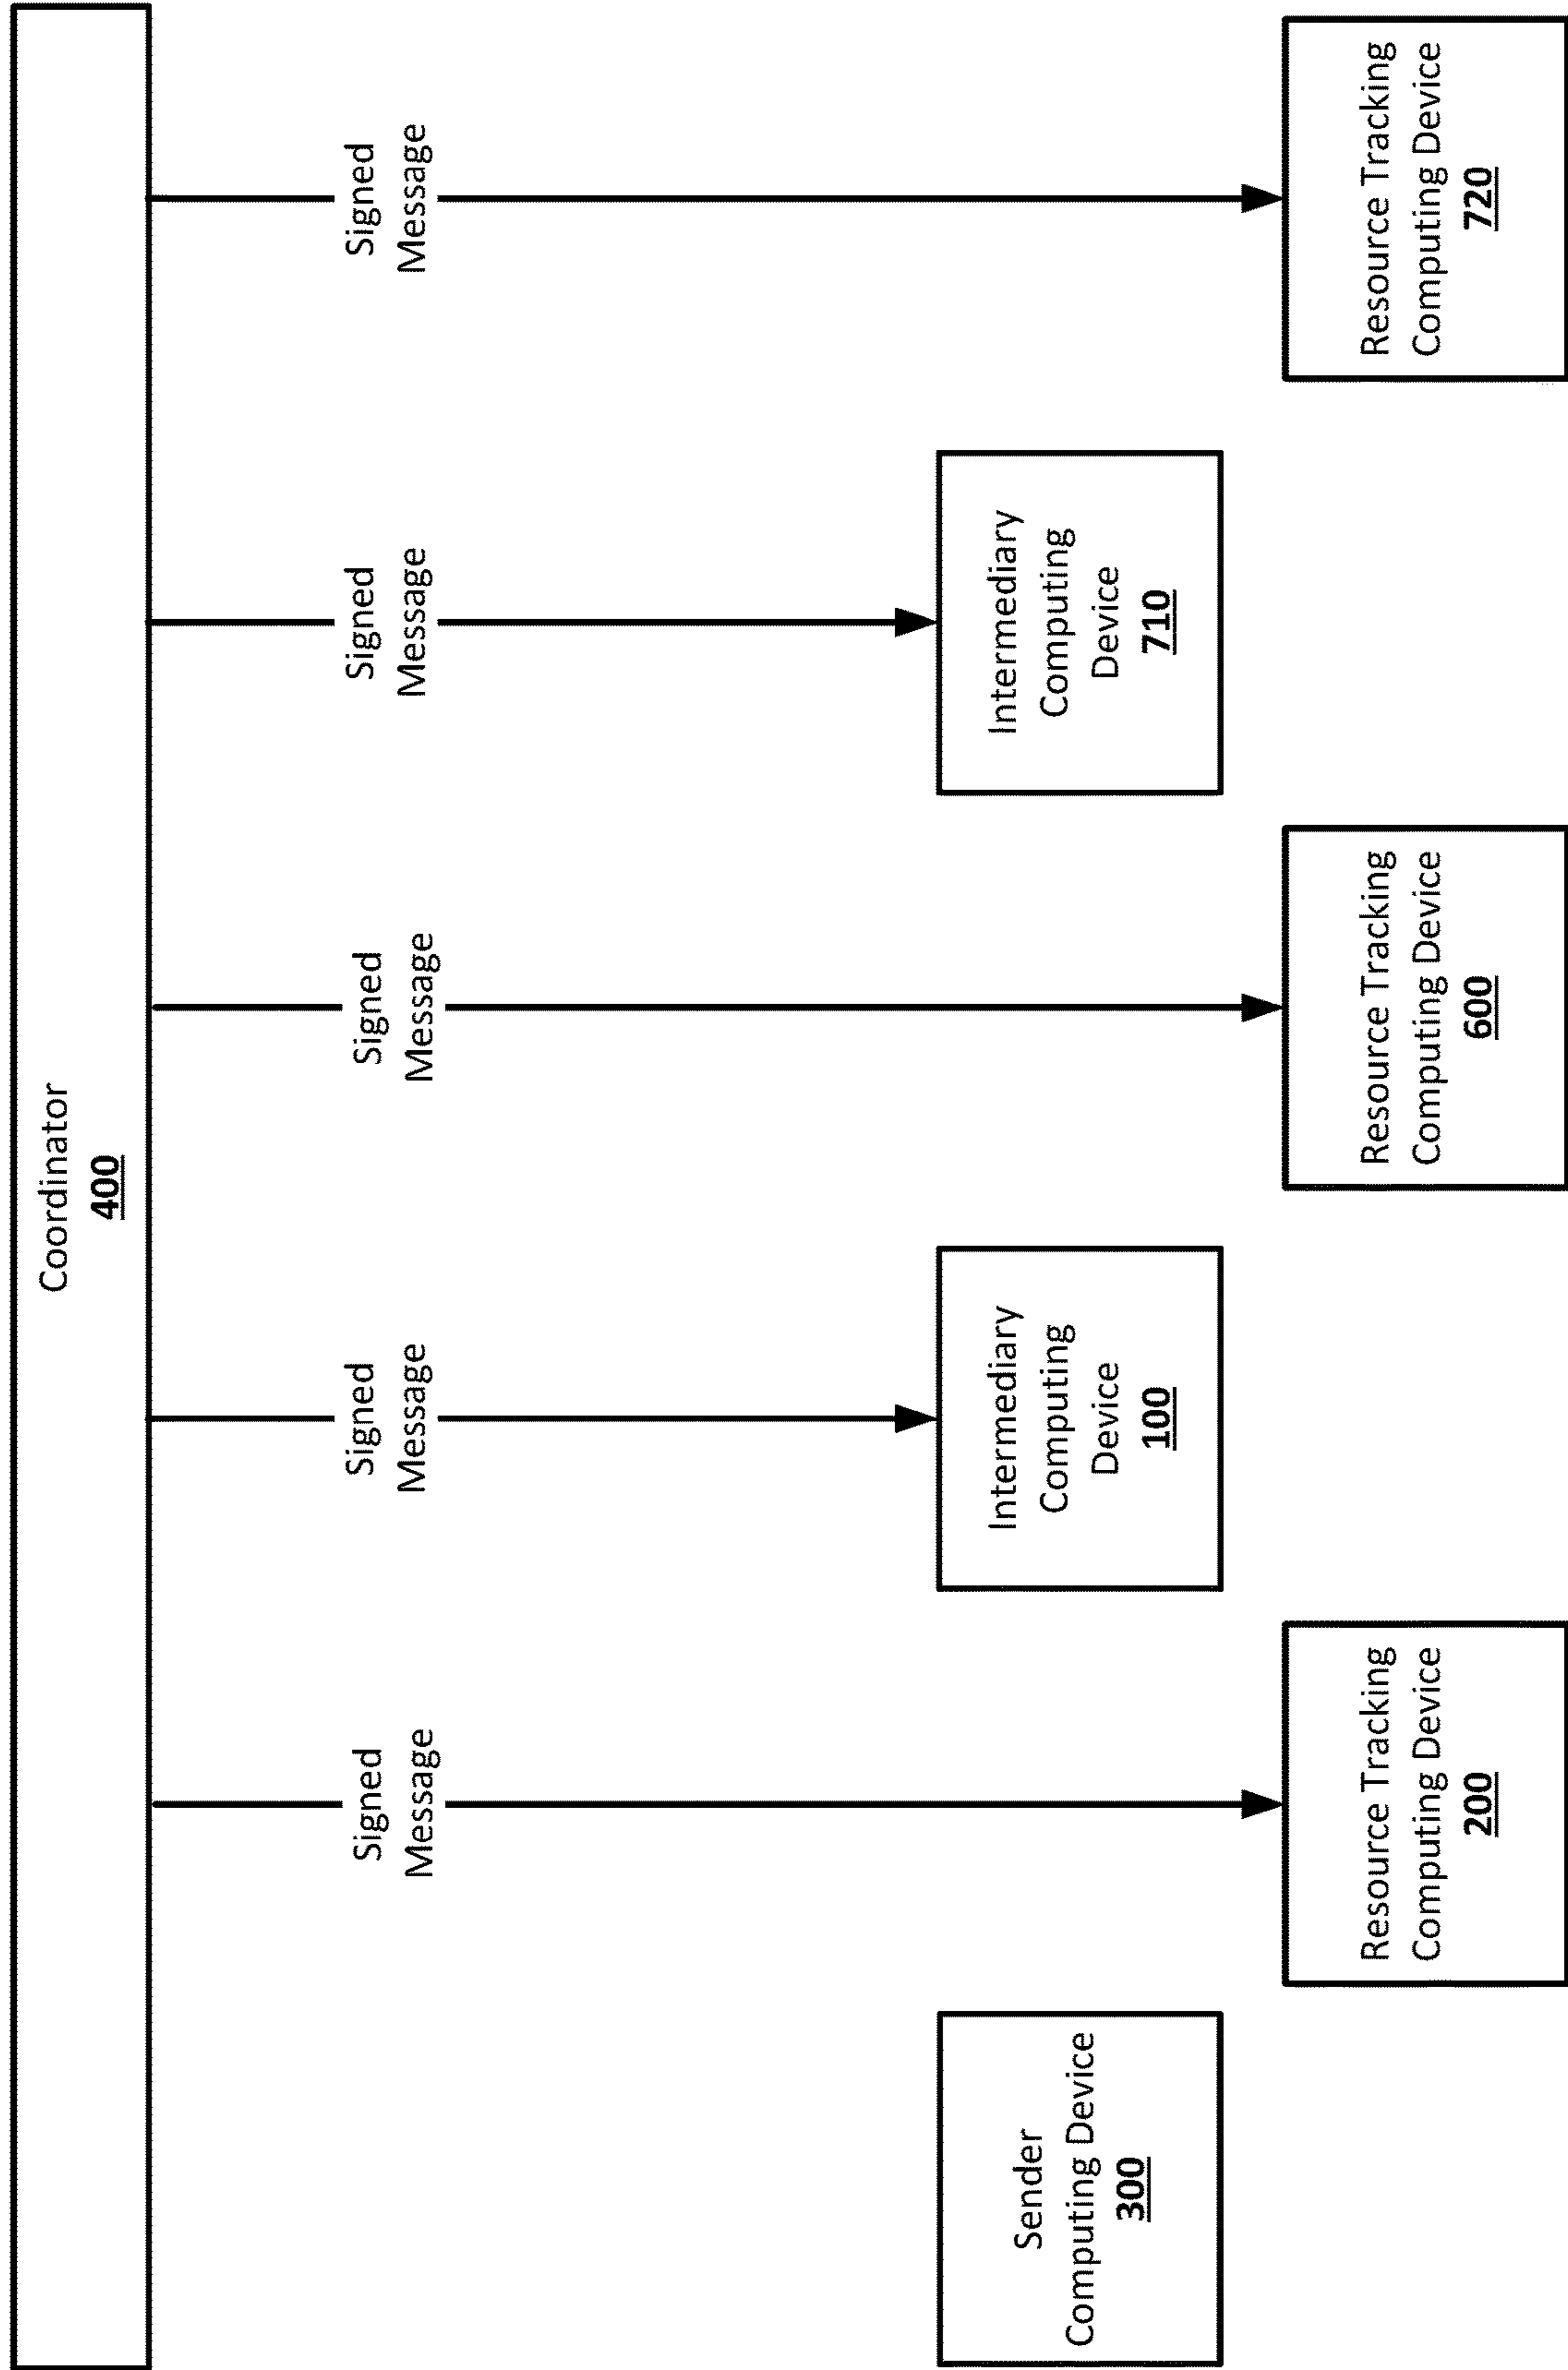 Coordinator
400
Signed
Message
Signed
Message
Signed
Message
Signed
Message
Signed
Message
Sender
Computing Device
300
Resource Tracking
Computing Device
200
Intermediary
Computing
Device
100
Resource Tracking
Computing Device
600
Intermediary
Computing
Device
710
Resource Tracking
Computing Device
720